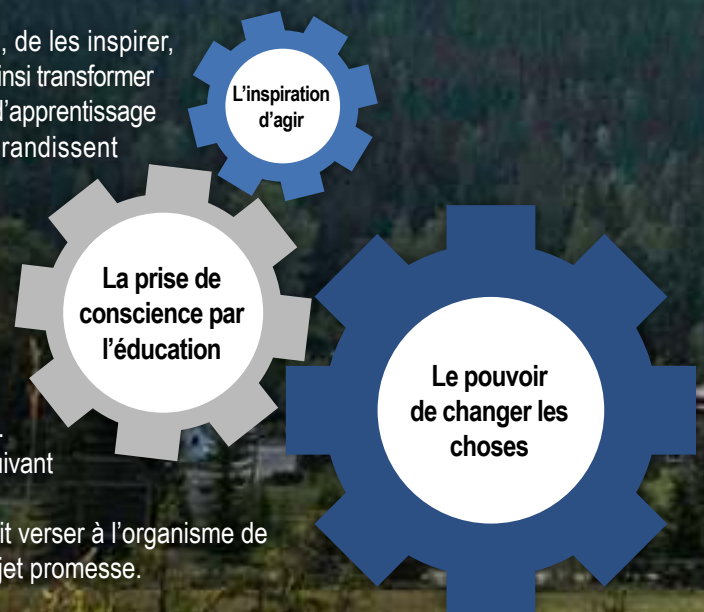 , de les inspirer,
insi transformer
d’apprentissage
randissent
L’inspiration
d’agir
La prise de
conscience par
l’éducation
Le pouvoir
de changer les
choses
uivant
it verser à l’organisme de
jet promesse.